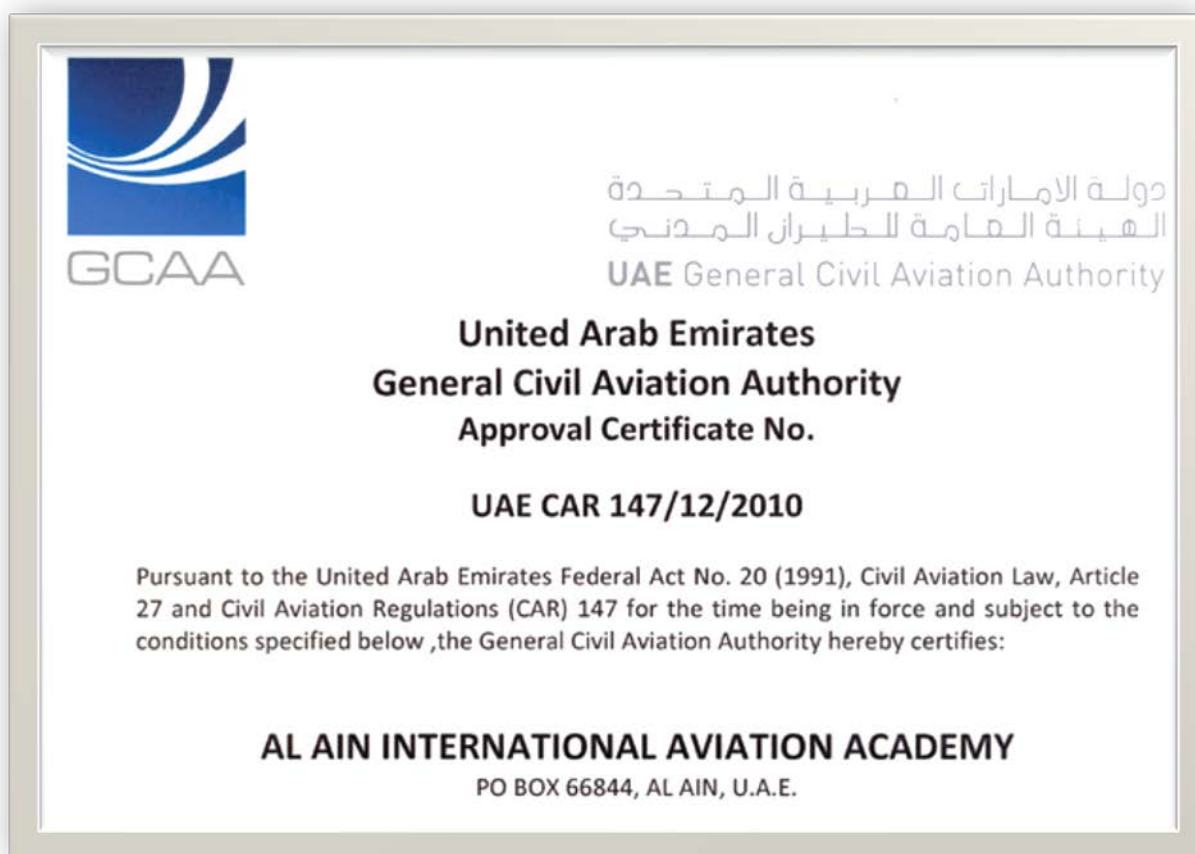 GCAA
دولة الامارات العربية المتحدة
الهيئة العامة للطيران المدني
UAE General Civil Aviation Authority
United Arab Emirates
General Civil Aviation Authority
Approval Certificate No.
UAE CAR 147/12/2010
Pursuant to the United Arab Emirates Federal Act No. 20 (1991), Civil Aviation Law, Article
27 and Civil Aviation Regulations (CAR) 147 for the time being in force and subject to the
conditions specified below ,the General Civil Aviation Authority hereby certifies:
AL AIN INTERNATIONAL AVIATION ACADEMY
PO BOX 66844, AL AIN, U.A.E.